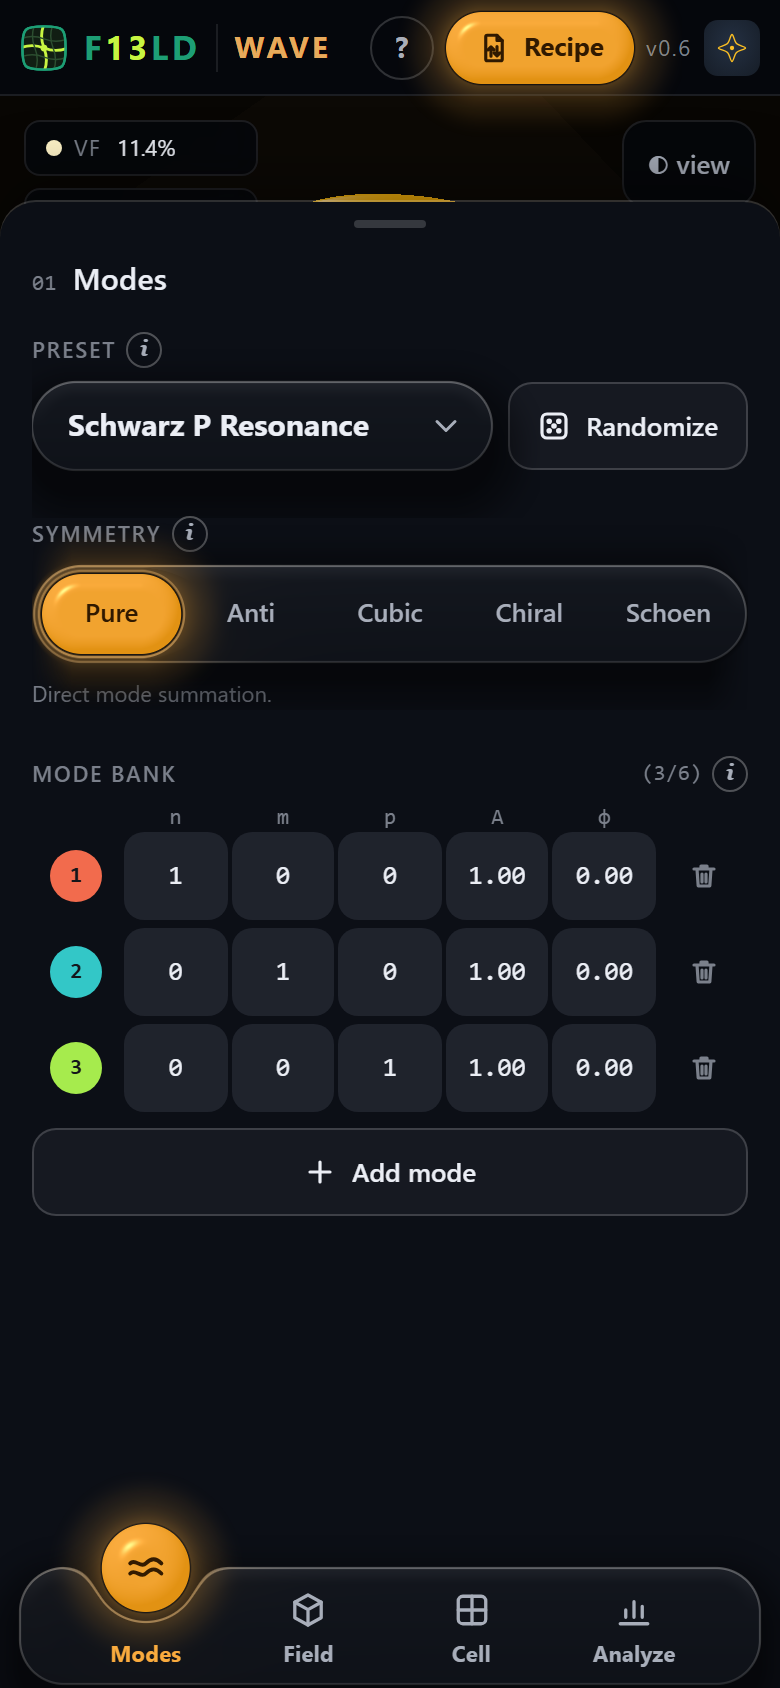 F13LD WAVE ? Recipe v0.6
VF 11.4%
view
01 Modes
PRESET i
Schwarz P Resonance
Randomize
SYMMETRY i
Pure Anti Cubic Chiral Schoen
Direct mode summation.
MODE BANK (3/6) i
n m p A ϕ
1 1 0 0 1.00 0.00
2 0 1 0 1.00 0.00
3 0 0 1 1.00 0.00
Add mode
Modes Field Cell Analyze